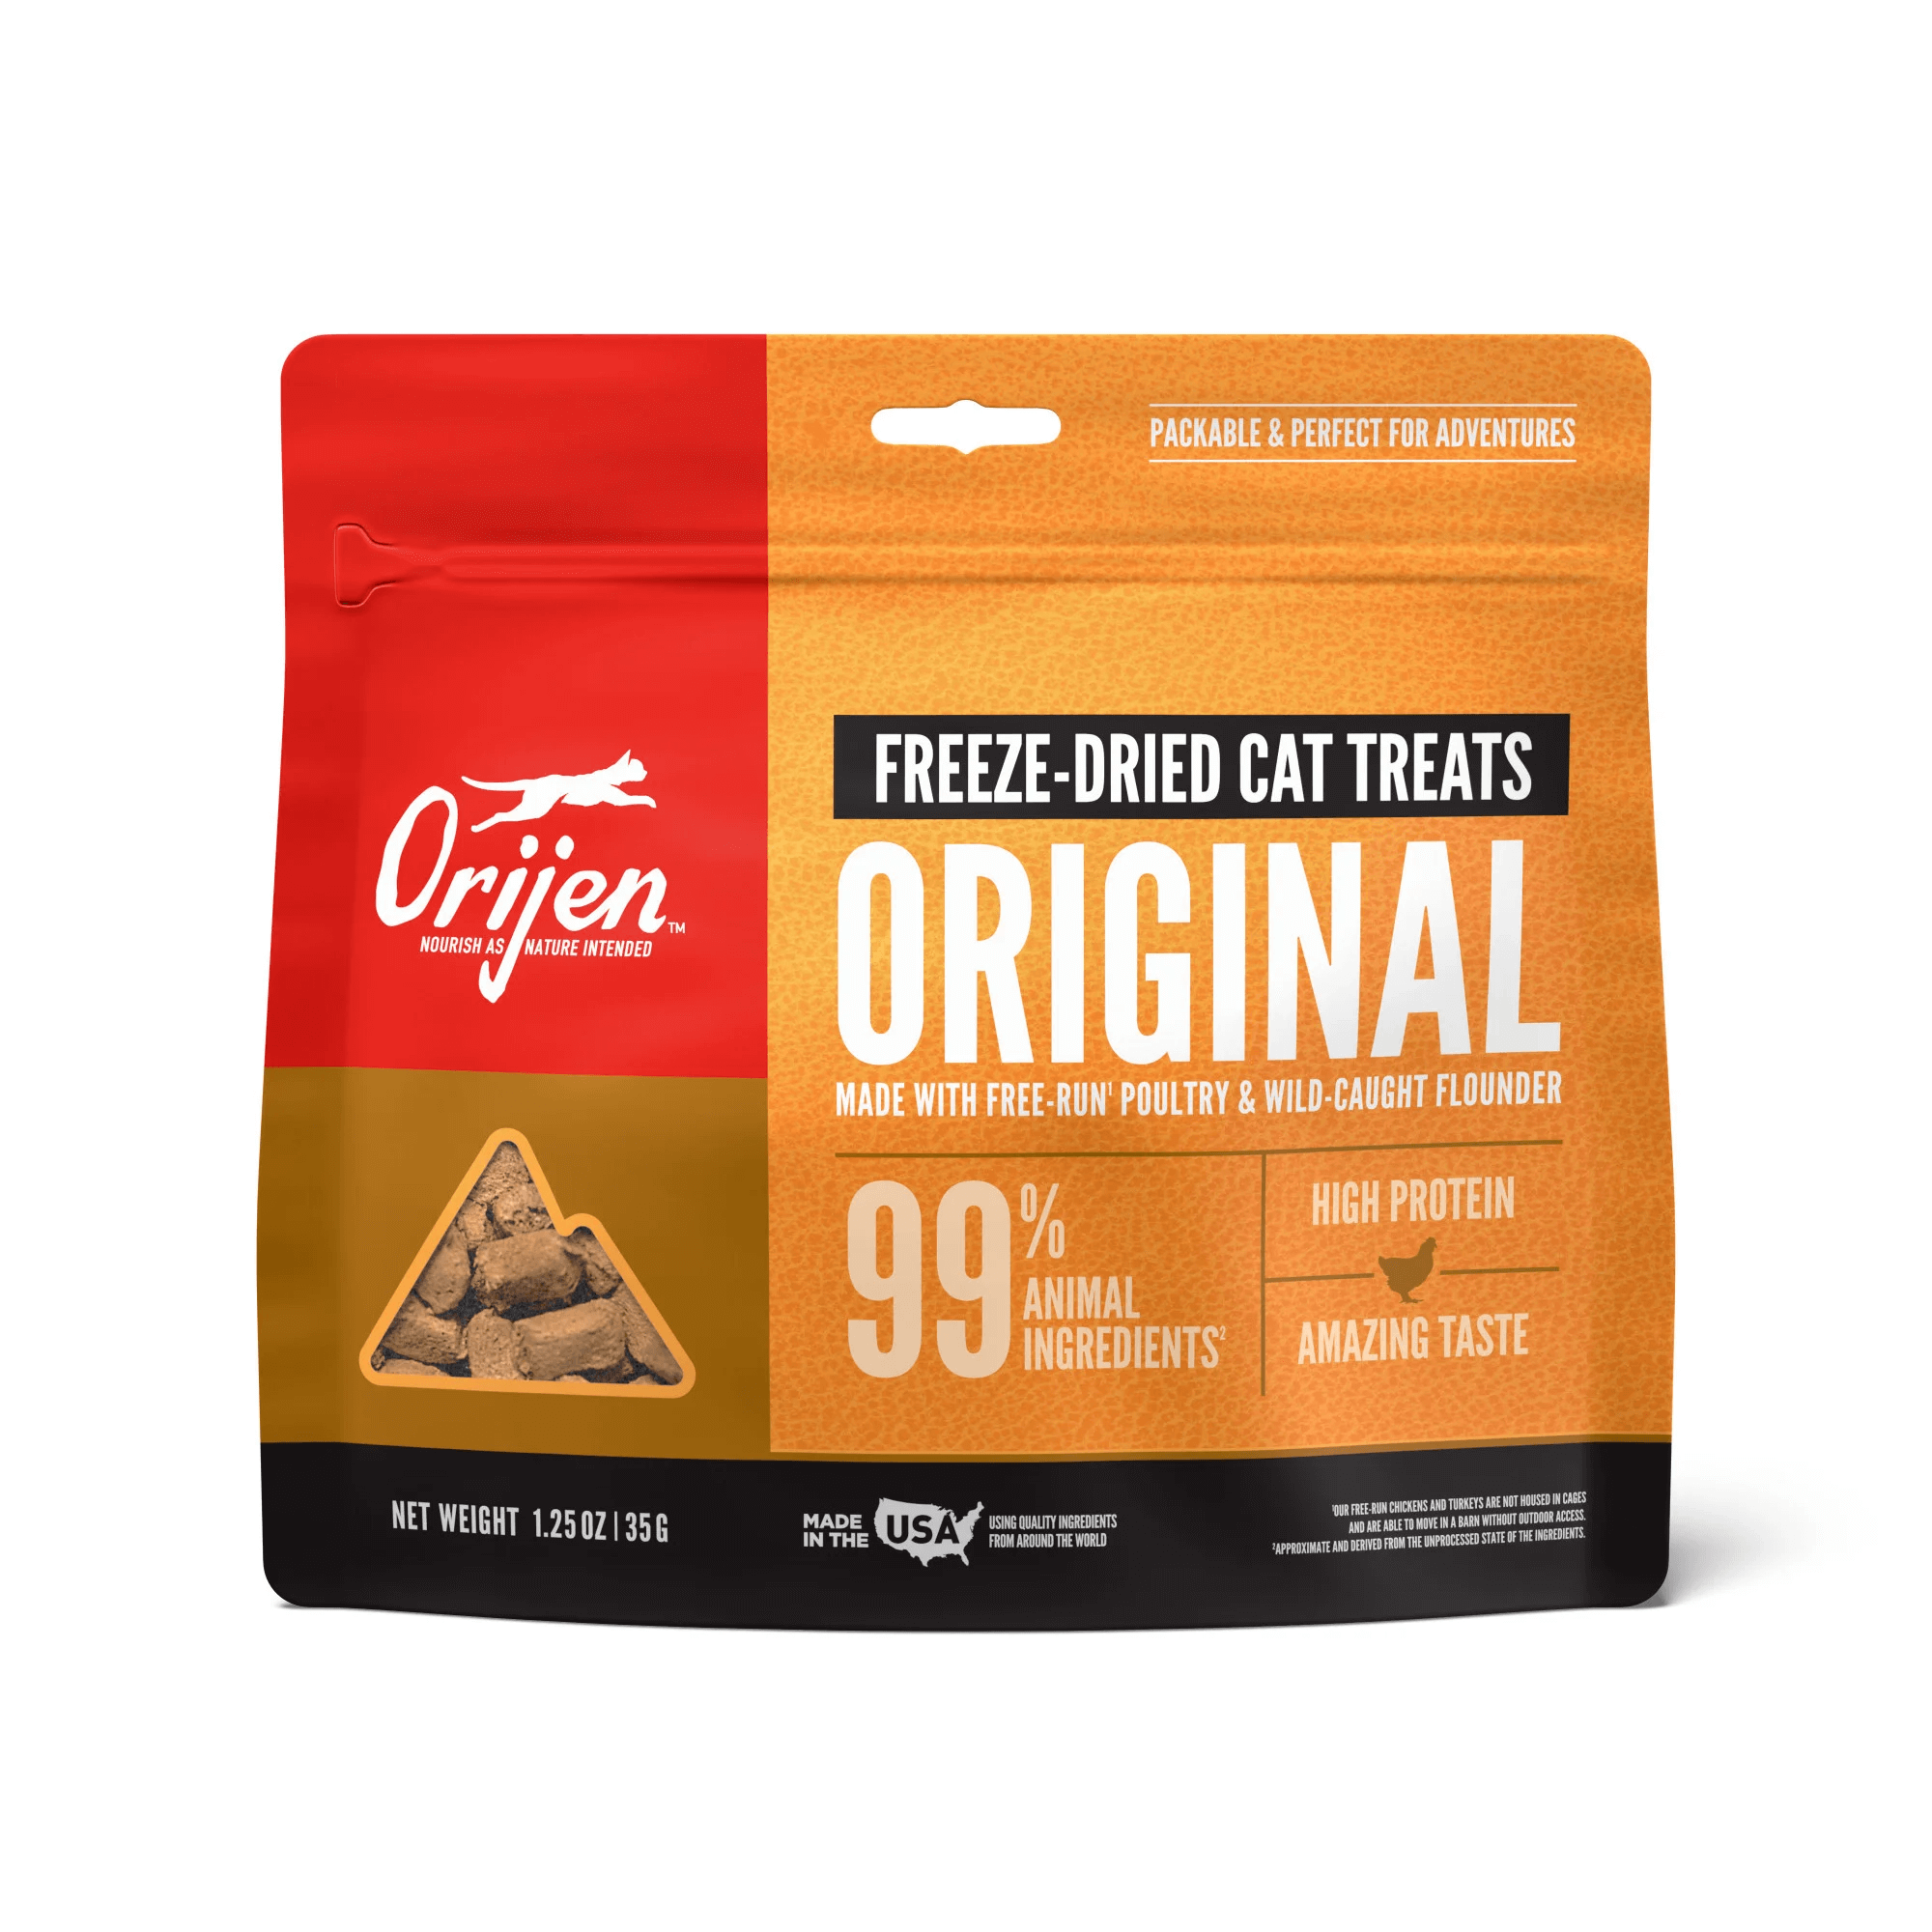 PACKABLE & PERFECT FOR ADVENTURES
Orijen™
NOURISH AS NATURE INTENDED
FREEZE-DRIED CAT TREATS
ORIGINAL
MADE WITH FREE-RUN¹ POULTRY & WILD-CAUGHT FLOUNDER
99%
ANIMAL
INGREDIENTS²
HIGH PROTEIN
AMAZING TASTE
NET WEIGHT 1.25 OZ | 35 G
MADE
IN THE
USA
USING QUALITY INGREDIENTS
FROM AROUND THE WORLD
¹OUR FREE-RUN CHICKENS AND TURKEYS ARE NOT HOUSED IN CAGES
AND ARE ABLE TO MOVE IN A BARN WITHOUT OUTDOOR ACCESS.
²APPROXIMATE AND DERIVED FROM THE UNPROCESSED STATE OF THE INGREDIENTS.